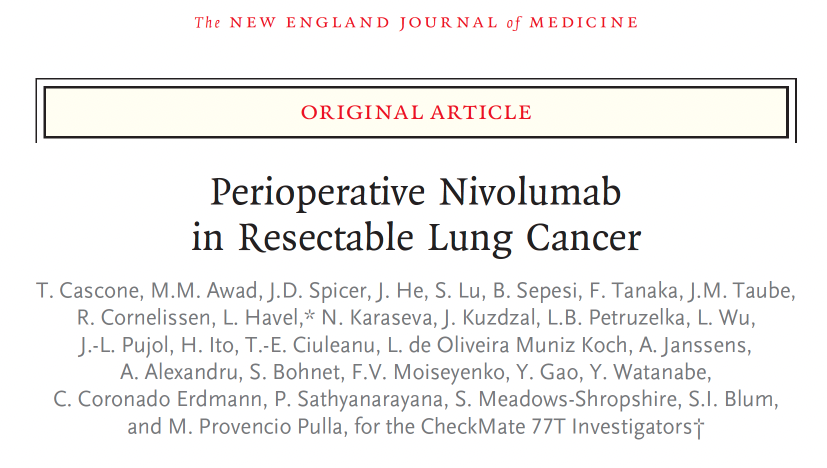 The NEW ENGLAND JOURNAL of MEDICINE
ORIGINAL ARTICLE
Perioperative Nivolumab
in Resectable Lung Cancer
T. Cascone, M.M. Awad, J.D. Spicer, J. He, S. Lu, B. Sepesi, F. Tanaka, J.M. Taube,
R. Cornelissen, L. Havel,* N. Karaseva, J. Kuzdzal, L.B. Petruzelka, L. Wu,
J.-L. Pujol, H. Ito, T.-E. Ciuleanu, L. de Oliveira Muniz Koch, A. Janssens,
A. Alexandru, S. Bohnet, F.V. Moiseyenko, Y. Gao, Y. Watanabe,
C. Coronado Erdmann, P. Sathyanarayana, S. Meadows-Shropshire, S.I. Blum,
and M. Provencio Pulla, for the CheckMate 77T Investigators†